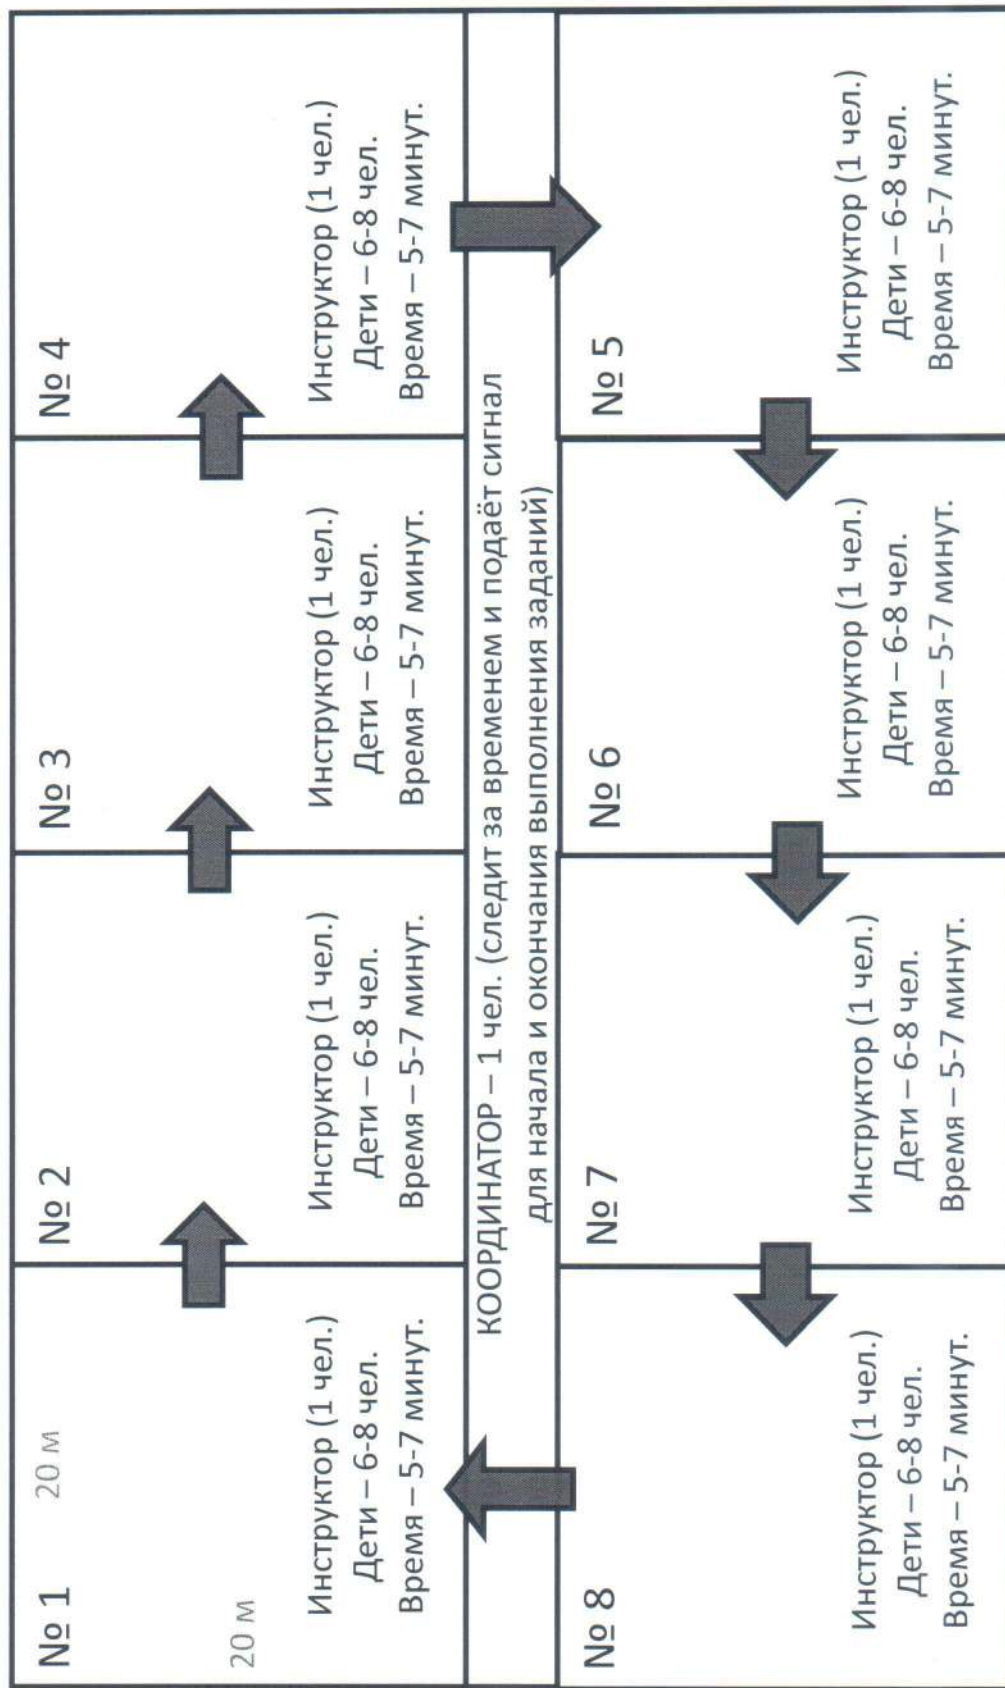 № 1
20 м
20 м
Инструктор (1 чел.)
Дети – 6-8 чел.
Время – 5-7 минут.
№ 2
Инструктор (1 чел.)
Дети – 6-8 чел.
Время – 5-7 минут.
№ 3
Инструктор (1 чел.)
Дети – 6-8 чел.
Время – 5-7 минут.
№ 4
Инструктор (1 чел.)
Дети – 6-8 чел.
Время – 5-7 минут.
КООРДИНАТОР – 1 чел. (следит за временем и подаёт сигнал
для начала и окончания выполнения заданий)
№ 8
Инструктор (1 чел.)
Дети – 6-8 чел.
Время – 5-7 минут.
№ 7
Инструктор (1 чел.)
Дети – 6-8 чел.
Время – 5-7 минут.
№ 6
Инструктор (1 чел.)
Дети – 6-8 чел.
Время – 5-7 минут.
№ 5
Инструктор (1 чел.)
Дети – 6-8 чел.
Время – 5-7 минут.